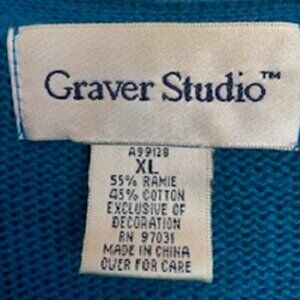 Graver Studio™
A99128
XL
55% RAMIE
45% COTTON
EXCLUSIVE OF
DECORATION
RN 97031
MADE IN CHINA
OVER FOR CARE